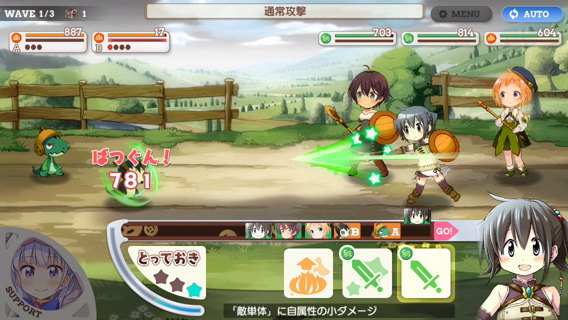 WAVE 1/3
1
通常攻撃
MENU
AUTO
887
A
17
B
703
814
604
ばつぐん!
781
B
A
GO!
とっておき
SUPPORT
「敵単体」に自属性の小ダメージ